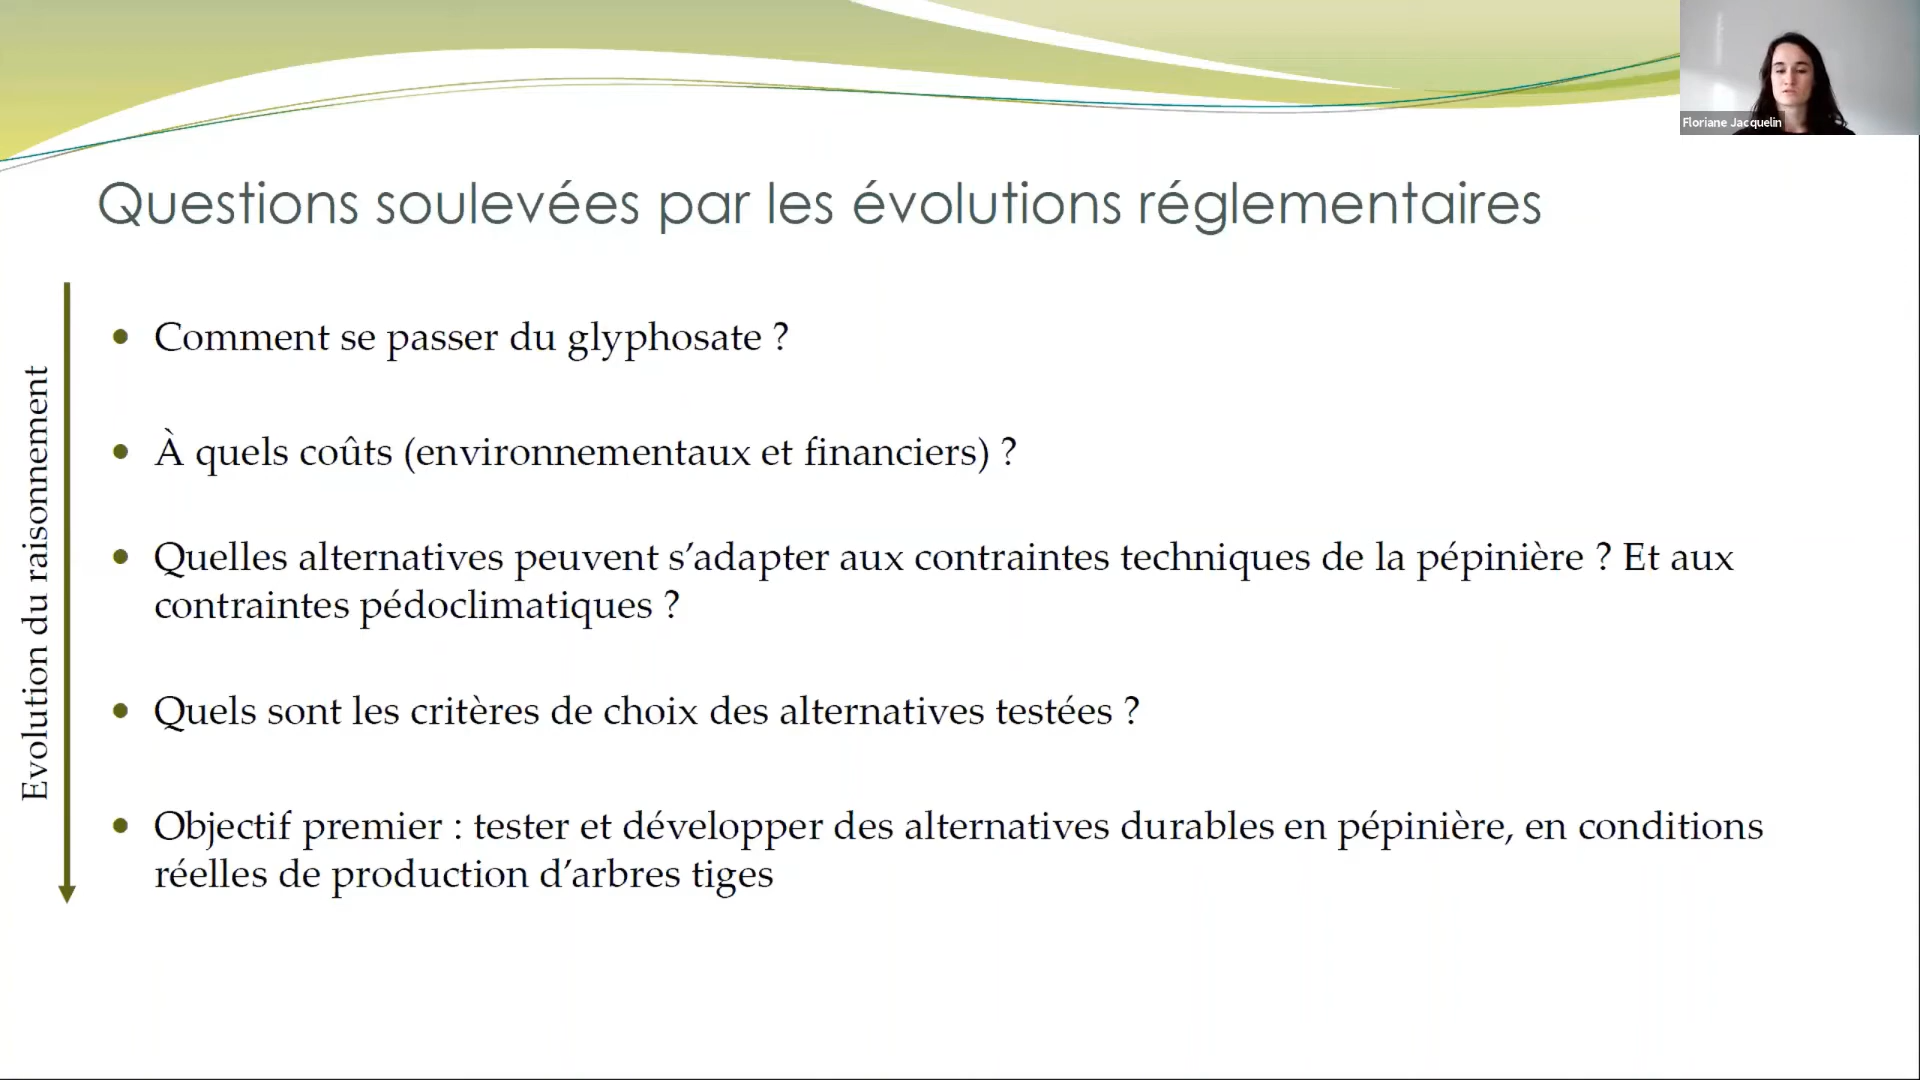 Floriane Jacquelin
Questions soulevées par les évolutions réglementaires
Evolution du raisonnement
• Comment se passer du glyphosate ?
• À quels coûts (environnementaux et financiers) ?
• Quelles alternatives peuvent s’adapter aux contraintes techniques de la pépinière ? Et aux
contraintes pédoclimatiques ?
• Quels sont les critères de choix des alternatives testées ?
• Objectif premier : tester et développer des alternatives durables en pépinière, en conditions
réelles de production d’arbres tiges